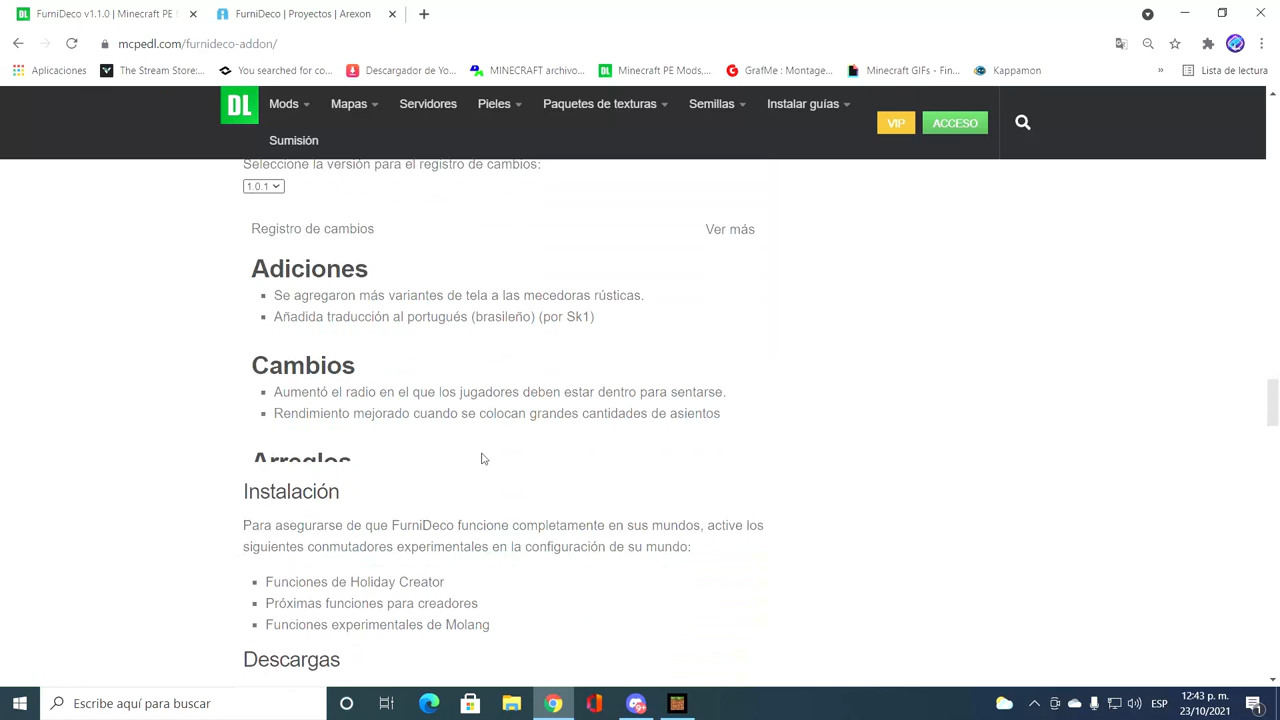 FurniDeco v1.1.0 | Minecraft PE
FurniDeco | Proyectos | Arexon
mcpedl.com/furnideco-addon/
Aplicaciones
The Stream Store:...
You searched for co...
Descargador de Yo...
MINECRAFT archivo...
Minecraft PE Mods,...
GrafMe : Montage...
Minecraft GIFs - Fin...
Kappamon
»
Lista de lectura
DL
Mods
Mapas
Servidores
Pieles
Paquetes de texturas
Semillas
Instalar guías
VIP
ACCESO
Sumisión
Seleccione la versión para el registro de cambios:
1.0.1
Registro de cambios
Ver más
Adiciones
Se agregaron más variantes de tela a las mecedoras rústicas.
Añadida traducción al portugués (brasileño) (por Sk1)
Cambios
Aumentó el radio en el que los jugadores deben estar dentro para sentarse.
Rendimiento mejorado cuando se colocan grandes cantidades de asientos
Arreglos
Instalación
Para asegurarse de que FurniDeco funcione completamente en sus mundos, active los
siguientes conmutadores experimentales en la configuración de su mundo:
Funciones de Holiday Creator
Próximas funciones para creadores
Funciones experimentales de Molang
Descargas
Escribe aquí para buscar
ESP
12:43 p. m.
23/10/2021
1